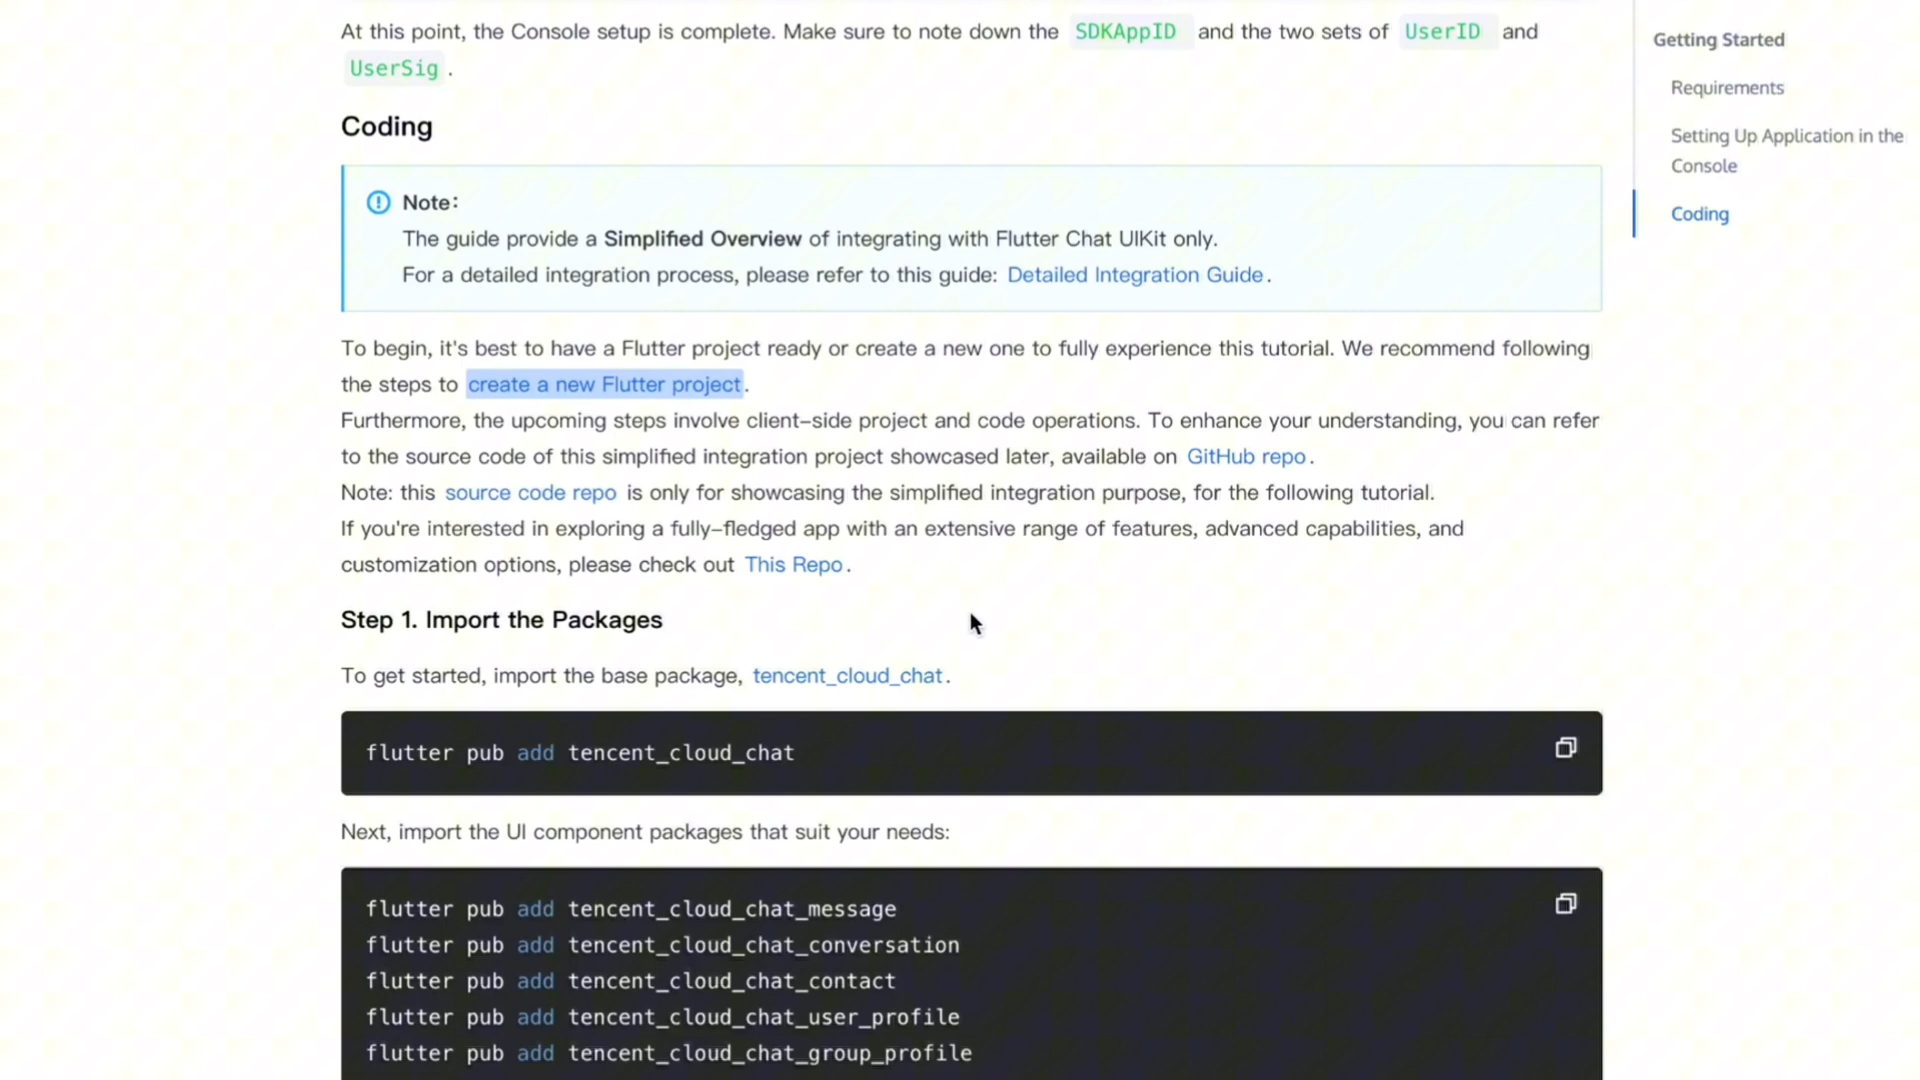 At this point, the Console setup is complete. Make sure to note down the SDKAppID and the two sets of UserID and
UserSig .
Coding
Note:
The guide provide a Simplified Overview of integrating with Flutter Chat UIKit only.
For a detailed integration process, please refer to this guide: Detailed Integration Guide.
To begin, it's best to have a Flutter project ready or create a new one to fully experience this tutorial. We recommend following
the steps to create a new Flutter project.
Furthermore, the upcoming steps involve client-side project and code operations. To enhance your understanding, you can refer
to the source code of this simplified integration project showcased later, available on GitHub repo.
Note: this source code repo is only for showcasing the simplified integration purpose, for the following tutorial.
If you're interested in exploring a fully-fledged app with an extensive range of features, advanced capabilities, and
customization options, please check out This Repo.
Step 1. Import the Packages
To get started, import the base package, tencent_cloud_chat.
flutter pub add tencent_cloud_chat
Next, import the UI component packages that suit your needs:
flutter pub add tencent_cloud_chat_message
flutter pub add tencent_cloud_chat_conversation
flutter pub add tencent_cloud_chat_contact
flutter pub add tencent_cloud_chat_user_profile
flutter pub add tencent_cloud_chat_group_profile
Getting Started
Requirements
Setting Up Application in the
Console
Coding